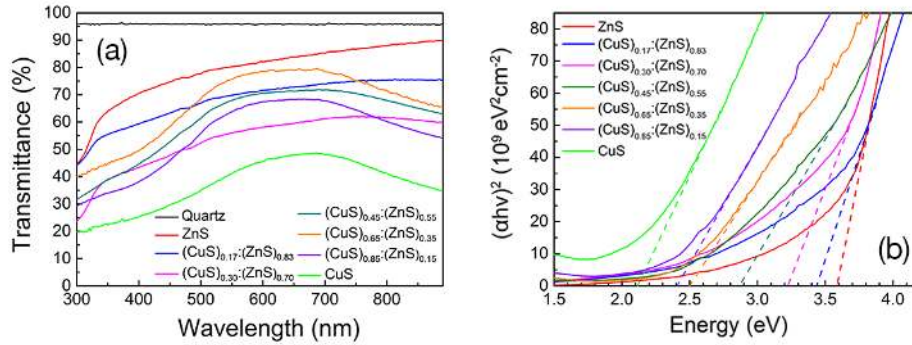 100
90
80
70
60
50
40
30
20
10
0
Transmittance (%)
(a)
Quartz
ZnS
(CuS)0.17:(ZnS)0.83
(CuS)0.30:(ZnS)0.70
(CuS)0.45:(ZnS)0.55
(CuS)0.65:(ZnS)0.35
(CuS)0.85:(ZnS)0.15
CuS
300 400 500 600 700 800
Wavelength (nm)
80
70
60
50
40
30
20
10
0
(αhν)² (10⁹ eV²cm⁻²)
ZnS
(CuS)0.17:(ZnS)0.83
(CuS)0.30:(ZnS)0.70
(CuS)0.45:(ZnS)0.55
(CuS)0.65:(ZnS)0.35
(CuS)0.85:(ZnS)0.15
CuS
(b)
1.5 2.0 2.5 3.0 3.5 4.0
Energy (eV)